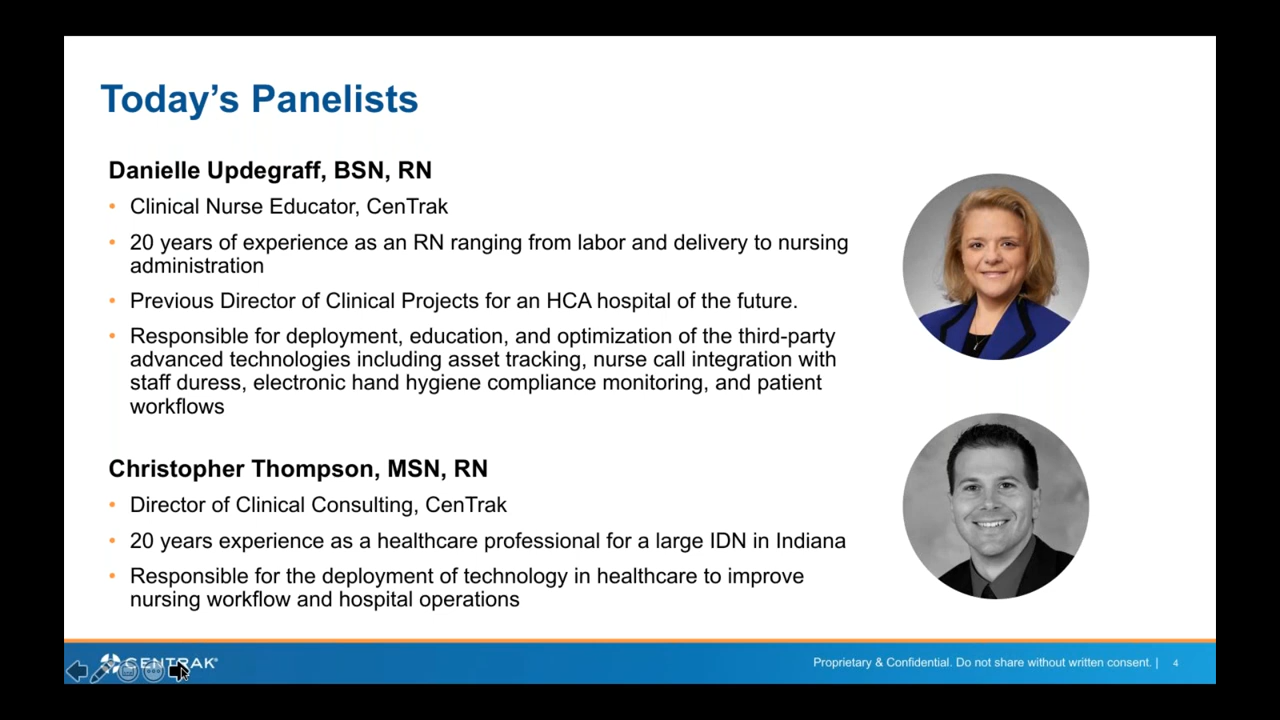 Today's Panelists
Danielle Updegraff, BSN, RN
• Clinical Nurse Educator, CenTrak
• 20 years of experience as an RN ranging from labor and delivery to nursing
administration
• Previous Director of Clinical Projects for an HCA hospital of the future.
• Responsible for deployment, education, and optimization of the third-party
advanced technologies including asset tracking, nurse call integration with
staff duress, electronic hand hygiene compliance monitoring, and patient
workflows
Christopher Thompson, MSN, RN
• Director of Clinical Consulting, CenTrak
• 20 years experience as a healthcare professional for a large IDN in Indiana
• Responsible for the deployment of technology in healthcare to improve
nursing workflow and hospital operations
CENTRAK®
Proprietary & Confidential. Do not share without written consent. | 4